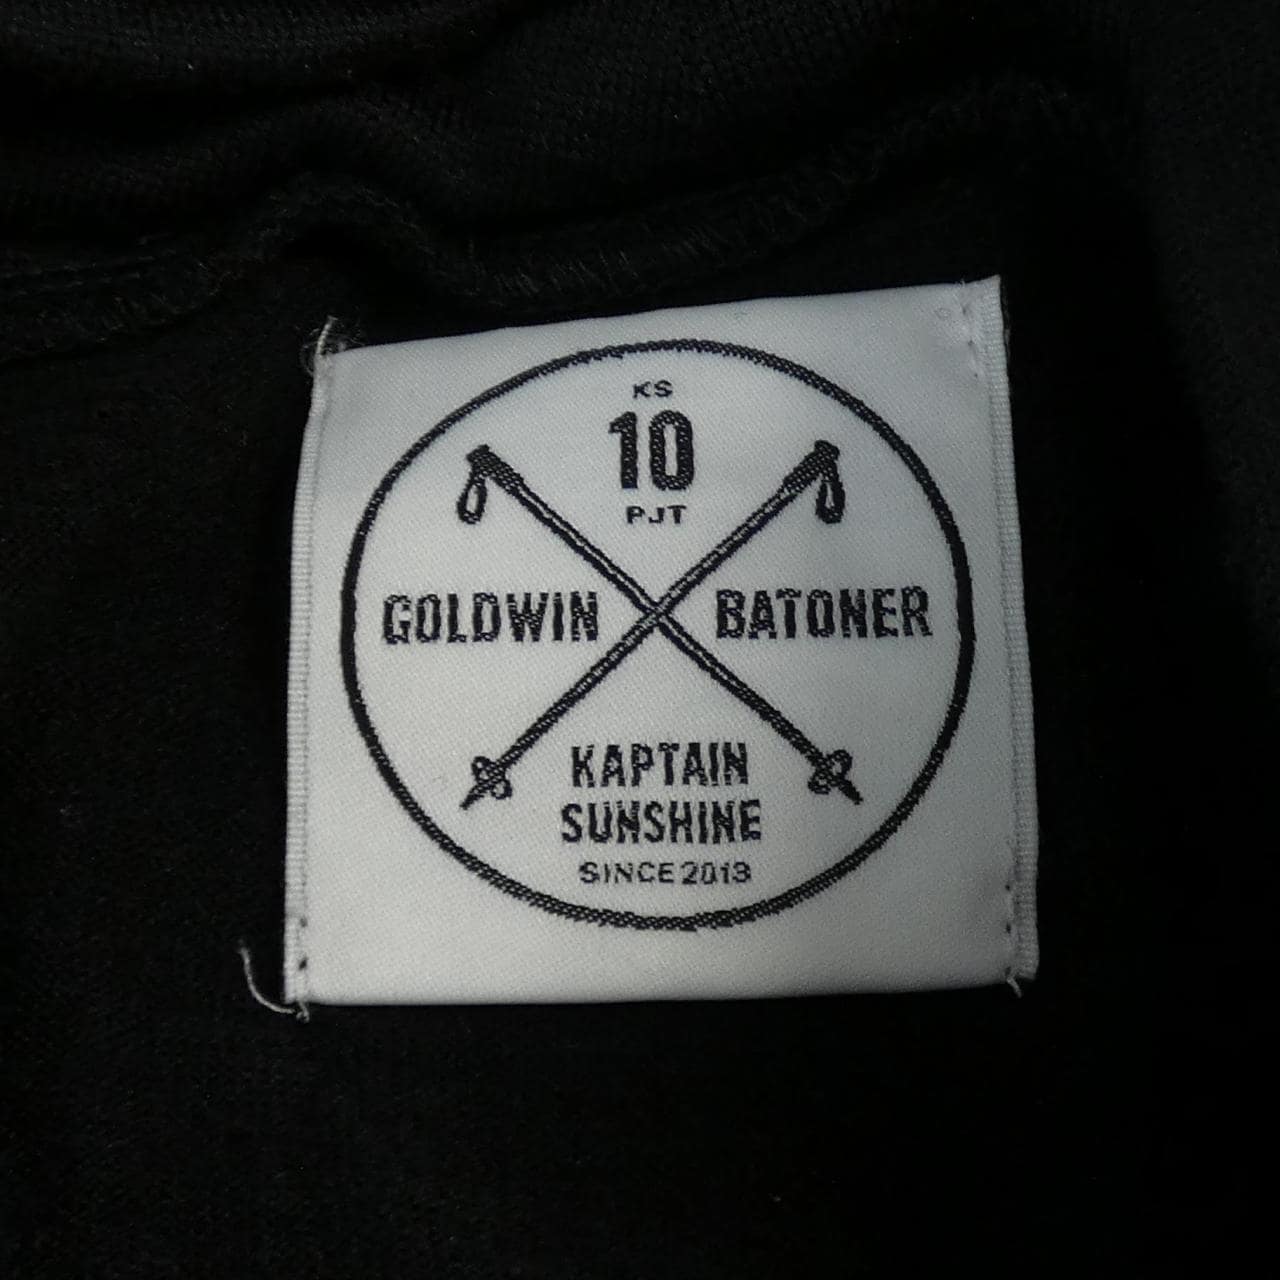 KS
10
PJT
GOLDWIN BATONER
KAPTAIN
SUNSHINE
SINCE 2013